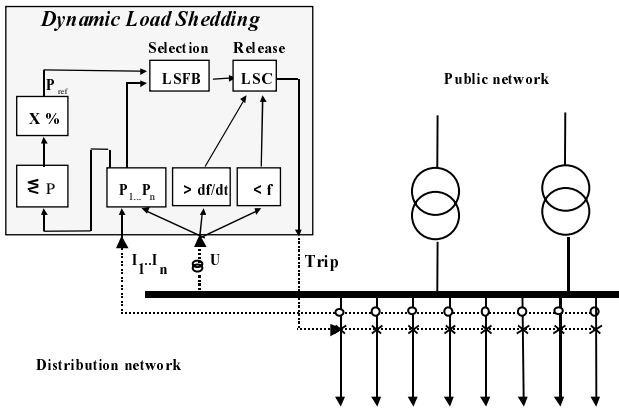 Dynamic Load Shedding
Selection Release
LSFB
LSC
P ref
X %
P
P1...Pn
> df/dt
< f
I1..In
U
Trip
Public network
Distribution network